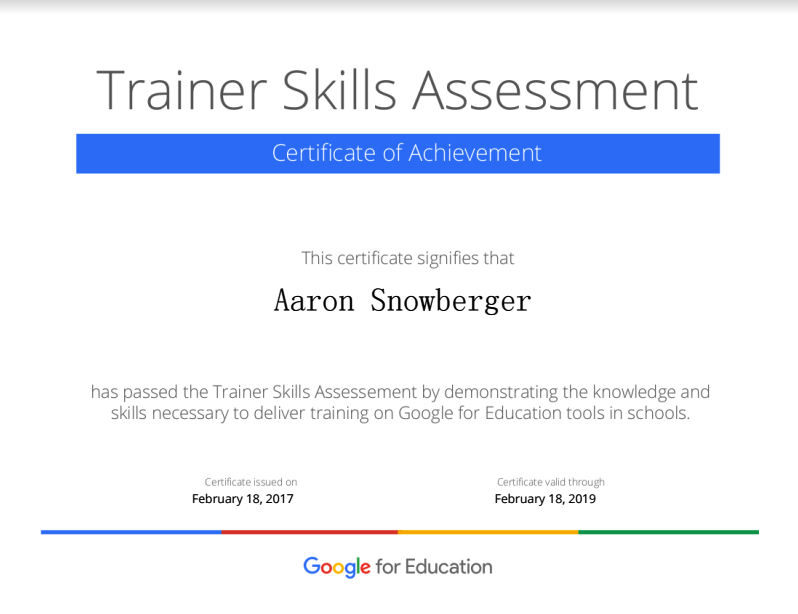 Trainer Skills Assessment
Certificate of Achievement
This certificate signifies that
Aaron Snowberger
has passed the Trainer Skills Assessement by demonstrating the knowledge and
skills necessary to deliver training on Google for Education tools in schools.
Certificate issued on
February 18, 2017
Certificate valid through
February 18, 2019
Google for Education